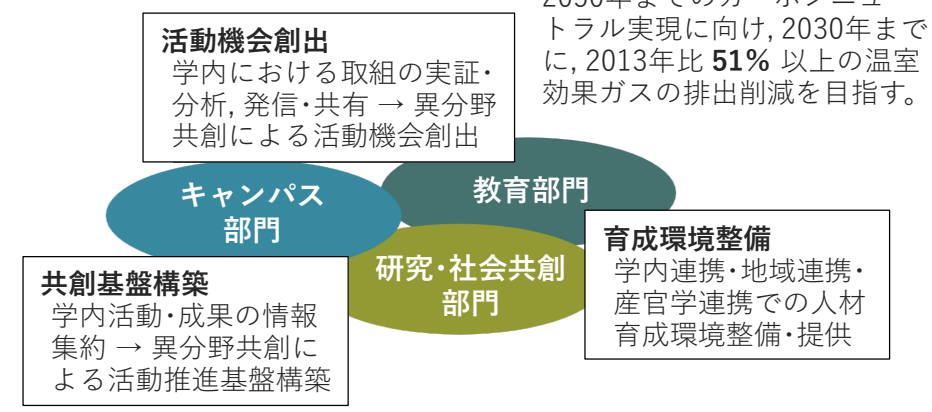 トラル実現に向け, 2030年まで
に, 2013年比 51% 以上の温室
効果ガスの排出削減を目指す。
活動機会創出
学内における取組の実証・
分析, 発信・共有 → 異分野
共創による活動機会創出
キャンパス
部門
教育部門
研究・社会共創
部門
育成環境整備
学内連携・地域連携・
産官学連携での人材
育成環境整備・提供
共創基盤構築
学内活動・成果の情報
集約 → 異分野共創に
よる活動推進基盤構築